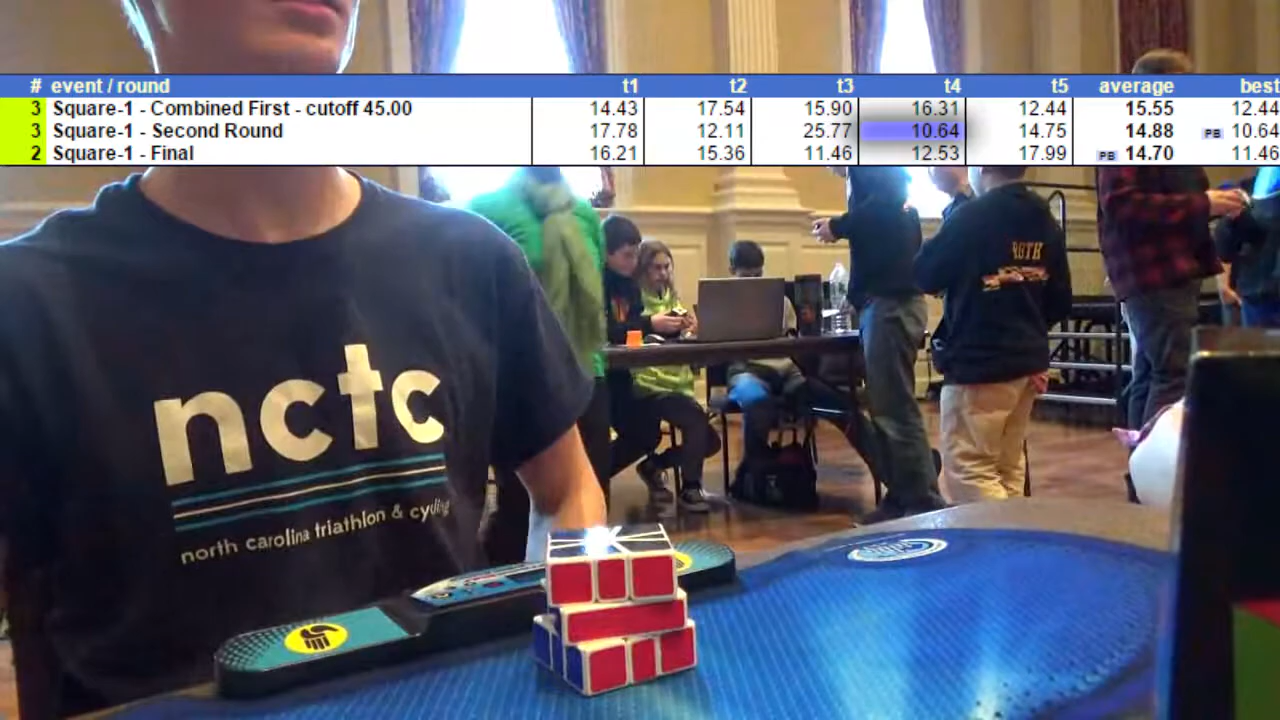 # event / round t1 t2 t3 t4 t5 average best
3 Square-1 - Combined First - cutoff 45.00 14.43 17.54 15.90 16.31 12.44 15.55 12.44
3 Square-1 - Second Round 17.78 12.11 25.77 10.64 14.75 14.88 PB 10.64
2 Square-1 - Final 16.21 15.36 11.46 12.53 17.99 PB 14.70 11.46
nctc
north carolina triathlon & cycling